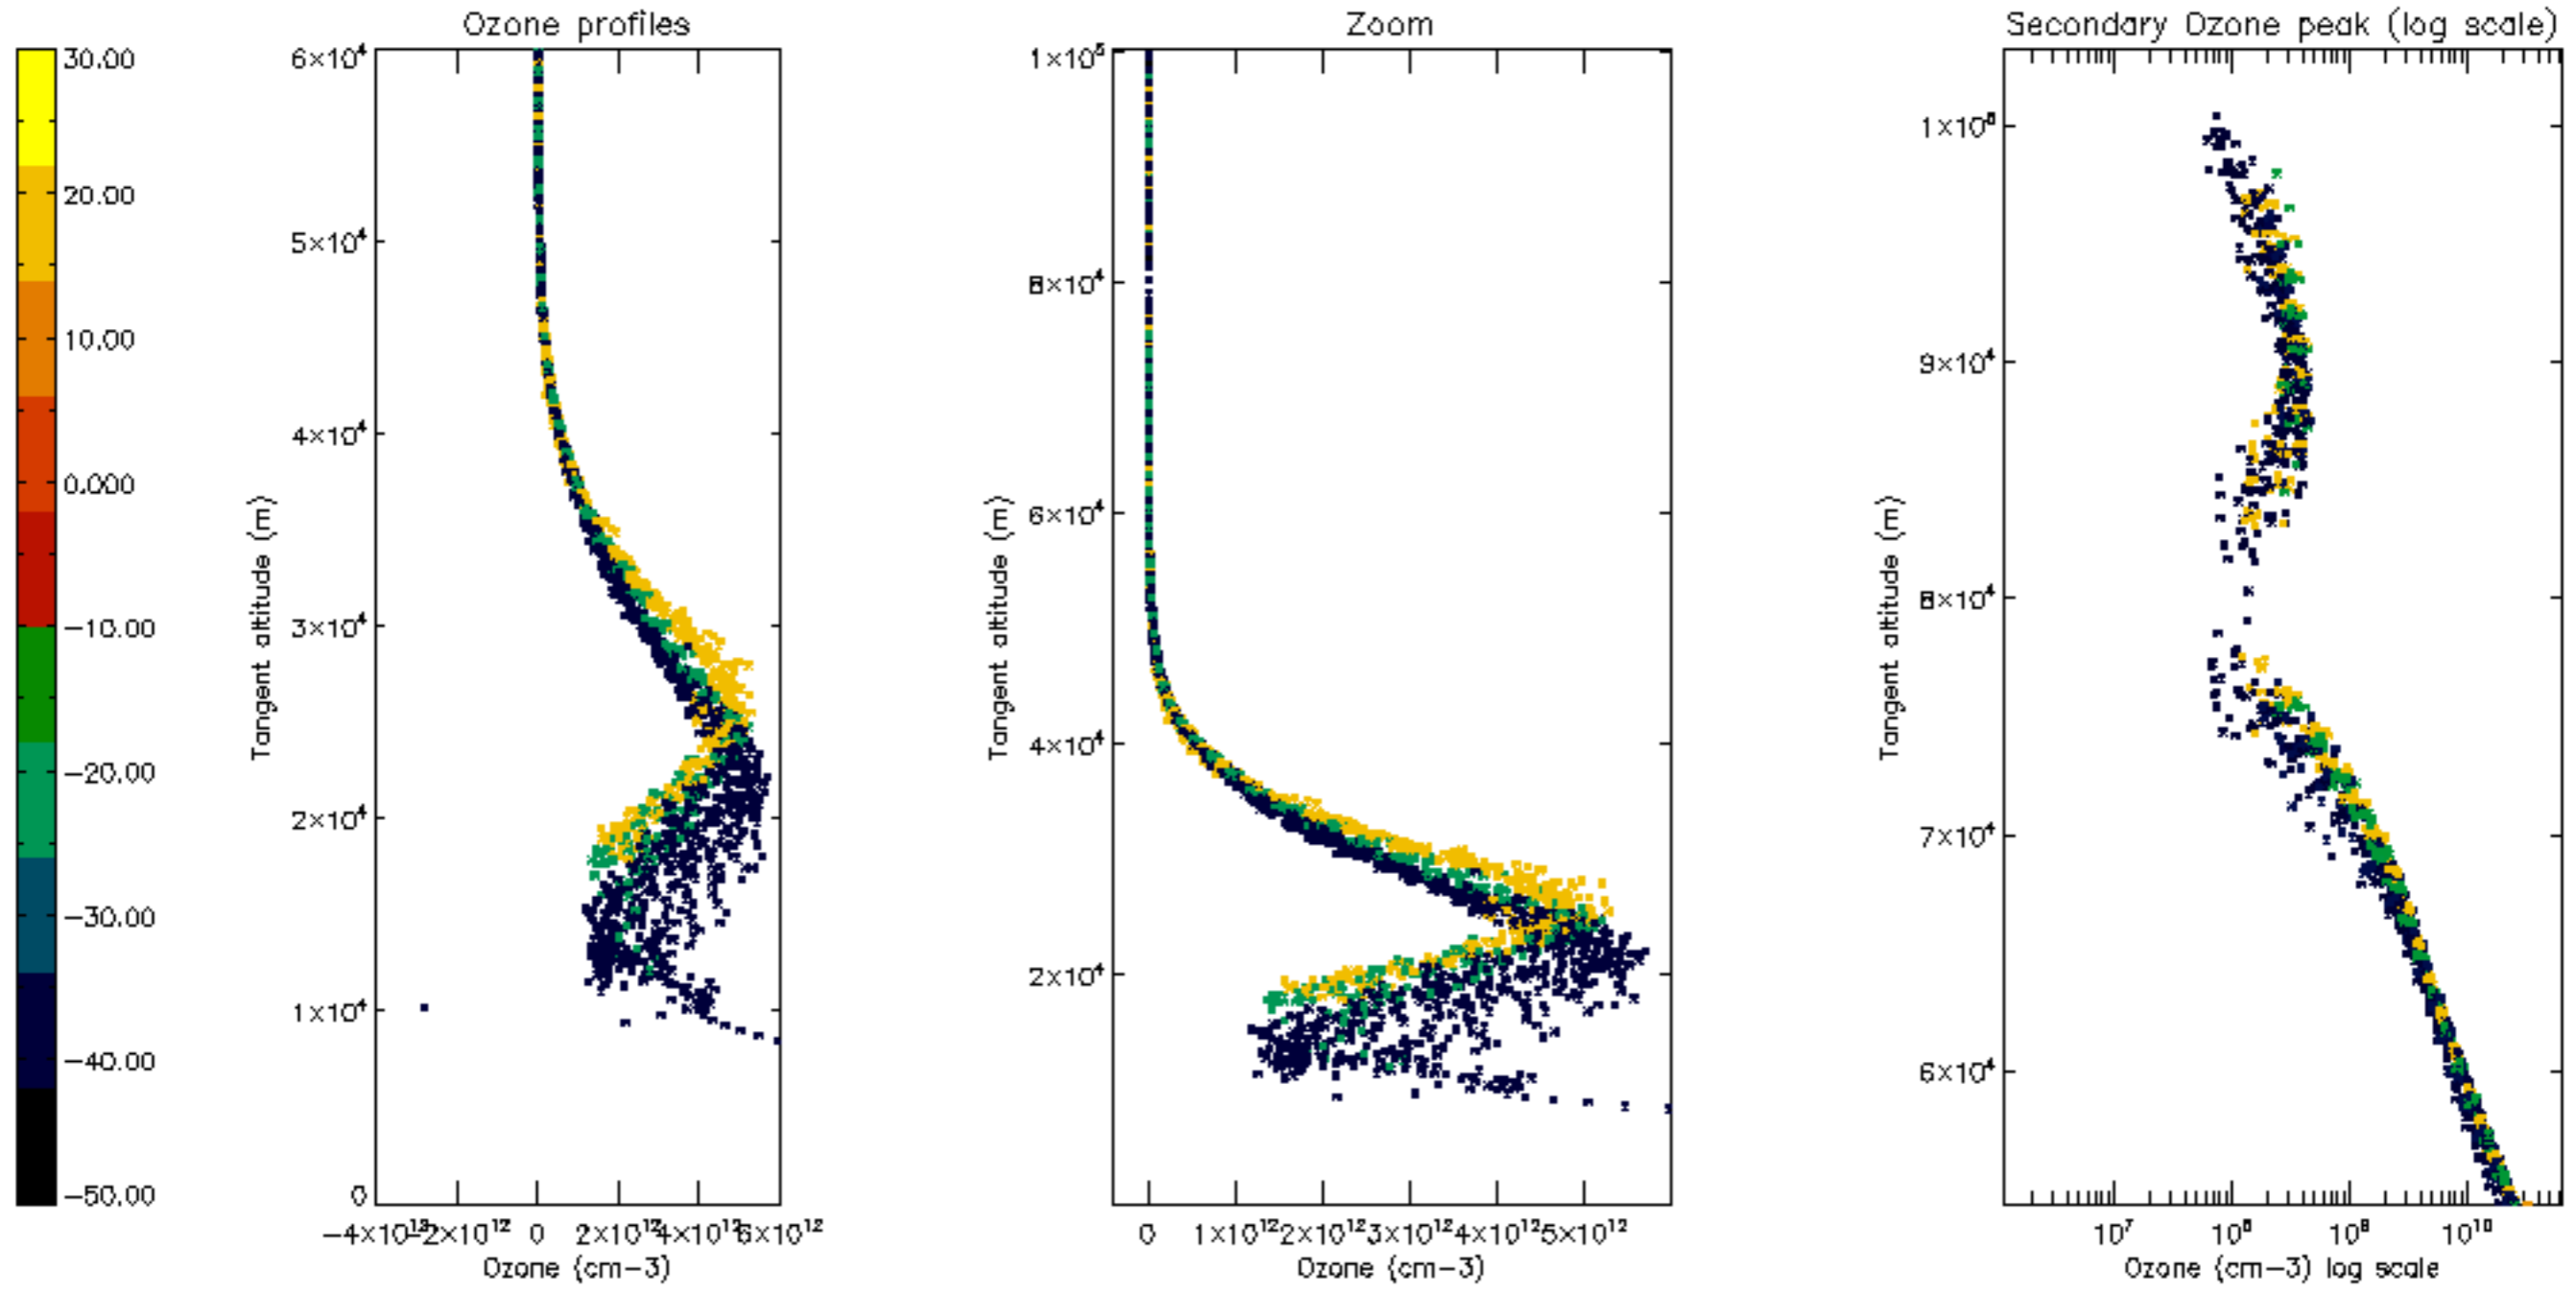 Ozone profiles
Zoom
Secondary Ozone peak (log scale)
30.00
20.00
10.00
0.000
−10.00
−20.00
−30.00
−40.00
−50.00
Tangent altitude (m)
6×10⁴
5×10⁴
4×10⁴
3×10⁴
2×10⁴
1×10⁴
0
−4×10¹² −2×10¹² 0 2×10¹² 4×10¹² 6×10¹²
Ozone (cm−3)
Tangent altitude (m)
1×10⁵
8×10⁴
6×10⁴
4×10⁴
2×10⁴
0 1×10¹² 2×10¹² 3×10¹² 4×10¹² 5×10¹²
Ozone (cm−3)
Tangent altitude (m)
1×10⁵
9×10⁴
8×10⁴
7×10⁴
6×10⁴
10⁷ 10⁸ 10⁹ 10¹⁰
Ozone (cm−3) log scale